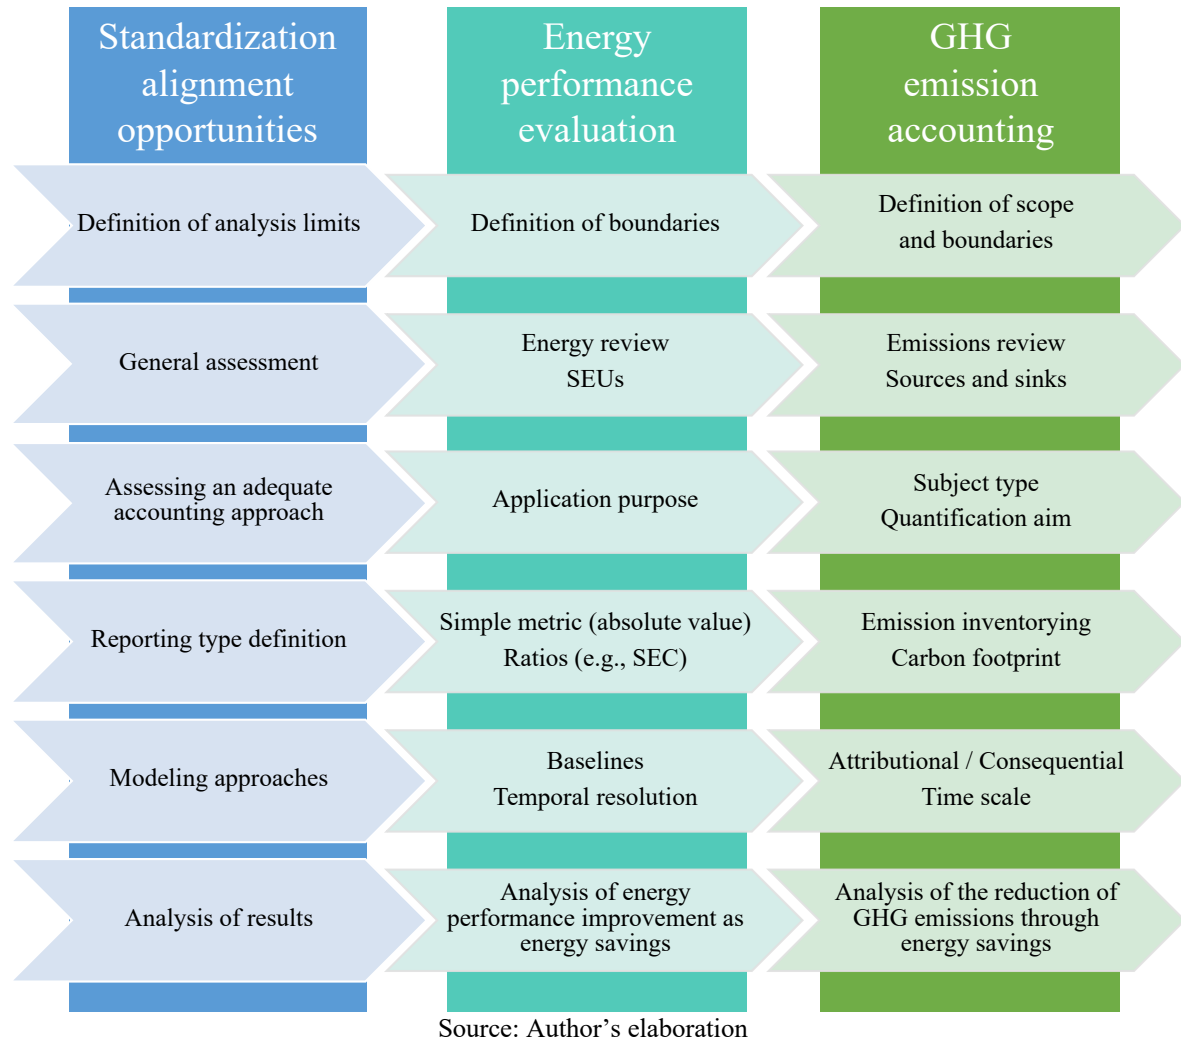 Standardization
alignment
opportunities
Energy
performance
evaluation
GHG
emission
accounting
Definition of analysis limits
Definition of boundaries
Definition of scope
and boundaries
General assessment
Energy review
SEUs
Emissions review
Sources and sinks
Assessing an adequate
accounting approach
Application purpose
Subject type
Quantification aim
Reporting type definition
Simple metric (absolute value)
Ratios (e.g., SEC)
Emission inventorying
Carbon footprint
Modeling approaches
Baselines
Temporal resolution
Attributional / Consequential
Time scale
Analysis of results
Analysis of energy
performance improvement as
energy savings
Analysis of the reduction of
GHG emissions through
energy savings
Source: Author’s elaboration